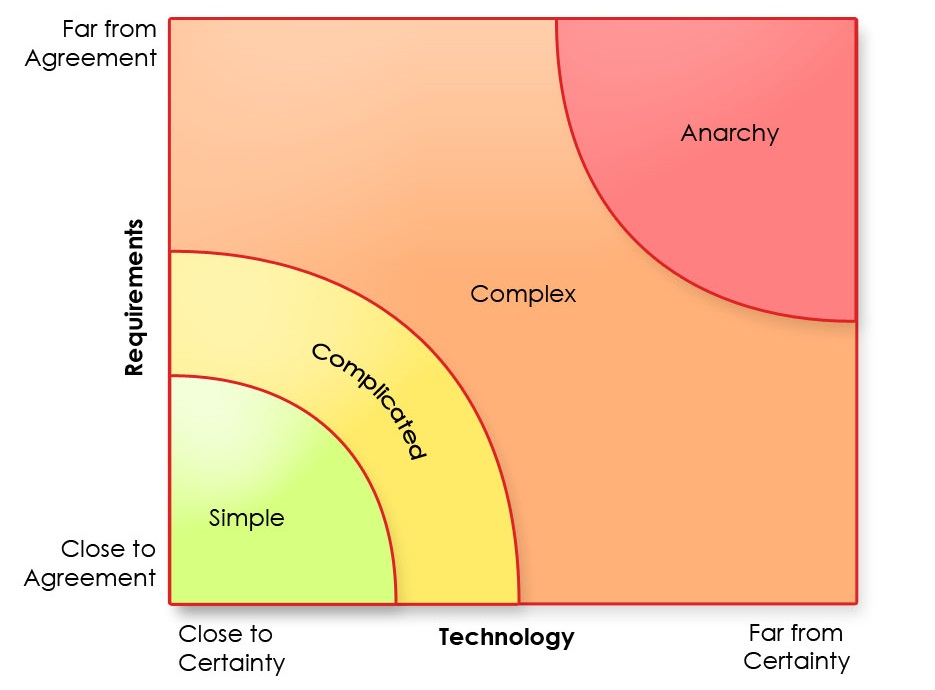 Far from
Agreement
Anarchy
Requirements
Complex
Complicated
Simple
Close to
Agreement
Close to
Certainty
Technology
Far from
Certainty